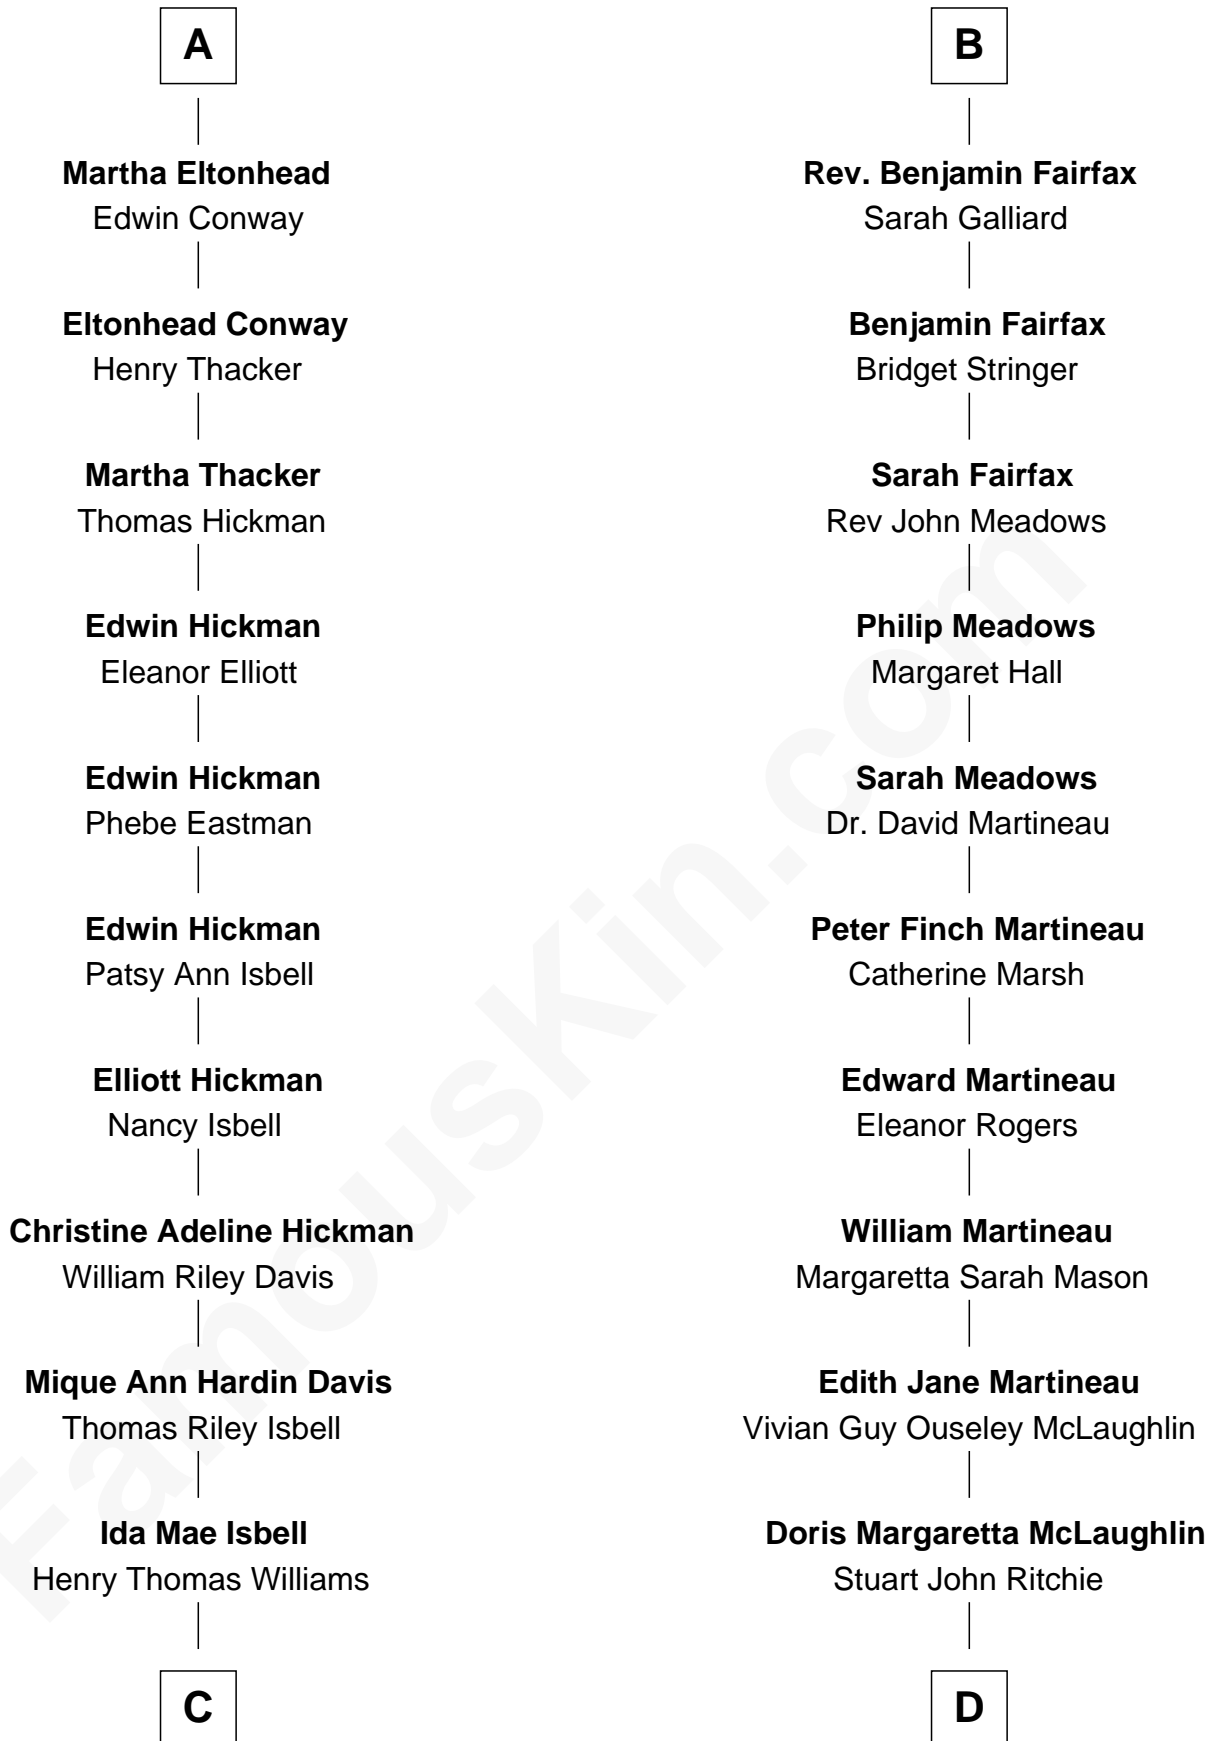 A
Martha Eltonhead
Edwin Conway
Eltonhead Conway
Henry Thacker
Martha Thacker
Thomas Hickman
Edwin Hickman
Eleanor Elliott
Edwin Hickman
Phebe Eastman
Edwin Hickman
Patsy Ann Isbell
Elliott Hickman
Nancy Isbell
Christine Adeline Hickman
William Riley Davis
Mique Ann Hardin Davis
Thomas Riley Isbell
Ida Mae Isbell
Henry Thomas Williams
C
B
Rev. Benjamin Fairfax
Sarah Galliard
Benjamin Fairfax
Bridget Stringer
Sarah Fairfax
Rev John Meadows
Philip Meadows
Margaret Hall
Sarah Meadows
Dr. David Martineau
Peter Finch Martineau
Catherine Marsh
Edward Martineau
Eleanor Rogers
William Martineau
Margaretta Sarah Mason
Edith Jane Martineau
Vivian Guy Ouseley McLaughlin
Doris Margaretta McLaughlin
Stuart John Ritchie
D
FamousKin.com